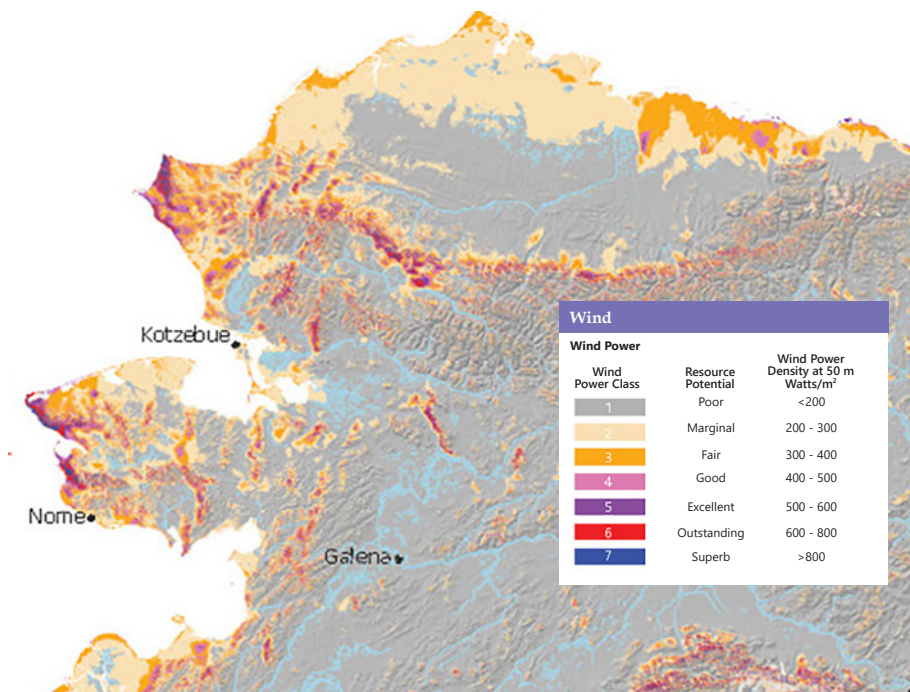 Kotzebue
Nome
Galena
Wind
Wind Power
Wind Power Class
Resource Potential
Wind Power Density at 50 m Watts/m²
1 Poor <200
2 Marginal 200 - 300
3 Fair 300 - 400
4 Good 400 - 500
5 Excellent 500 - 600
6 Outstanding 600 - 800
7 Superb >800